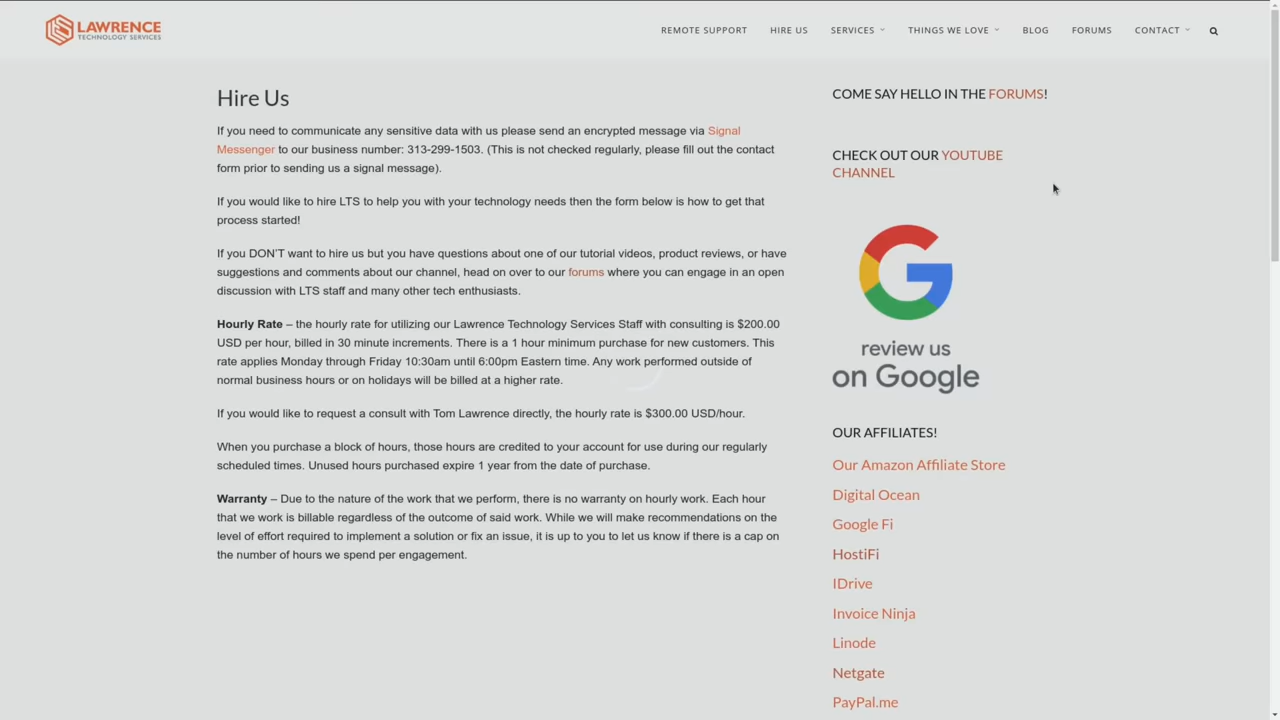 LAWRENCE
TECHNOLOGY SERVICES
REMOTE SUPPORT
HIRE US
SERVICES
THINGS WE LOVE
BLOG
FORUMS
CONTACT
Hire Us
If you need to communicate any sensitive data with us please send an encrypted message via Signal
Messenger to our business number: 313-299-1503. (This is not checked regularly, please fill out the contact
form prior to sending us a signal message).
If you would like to hire LTS to help you with your technology needs then the form below is how to get that
process started!
If you DON'T want to hire us but you have questions about one of our tutorial videos, product reviews, or have
suggestions and comments about our channel, head on over to our forums where you can engage in an open
discussion with LTS staff and many other tech enthusiasts.
Hourly Rate – the hourly rate for utilizing our Lawrence Technology Services Staff with consulting is $200.00
USD per hour, billed in 30 minute increments. There is a 1 hour minimum purchase for new customers. This
rate applies Monday through Friday 10:30am until 6:00pm Eastern time. Any work performed outside of
normal business hours or on holidays will be billed at a higher rate.
If you would like to request a consult with Tom Lawrence directly, the hourly rate is $300.00 USD/hour.
When you purchase a block of hours, those hours are credited to your account for use during our regularly
scheduled times. Unused hours purchased expire 1 year from the date of purchase.
Warranty – Due to the nature of the work that we perform, there is no warranty on hourly work. Each hour
that we work is billable regardless of the outcome of said work. While we will make recommendations on the
level of effort required to implement a solution or fix an issue, it is up to you to let us know if there is a cap on
the number of hours we spend per engagement.
COME SAY HELLO IN THE FORUMS!
CHECK OUT OUR YOUTUBE
CHANNEL
review us
on Google
OUR AFFILIATES!
Our Amazon Affiliate Store
Digital Ocean
Google Fi
HostiFi
IDrive
Invoice Ninja
Linode
Netgate
PayPal.me